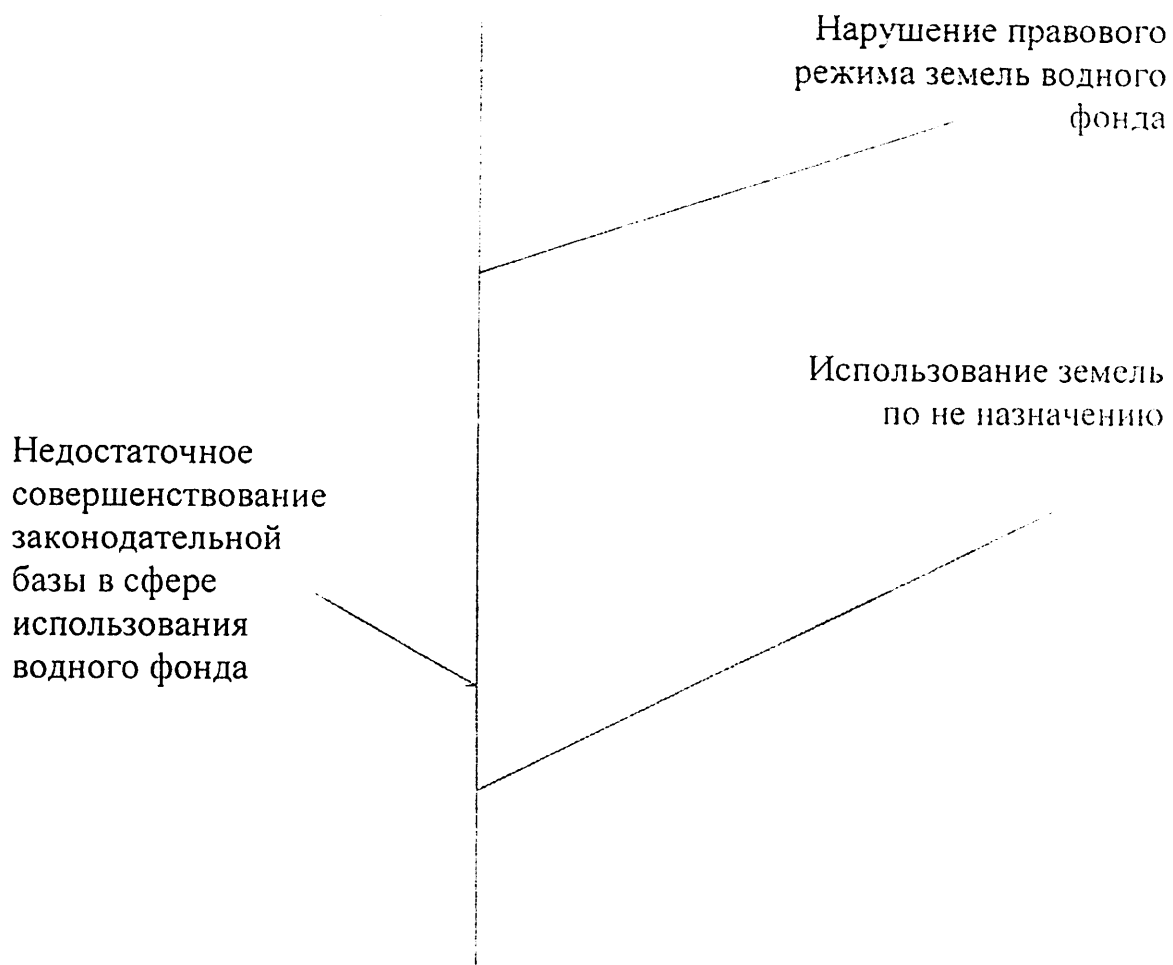 Нарушение правового
режима земель водного
фонда
Использование земель
по не назначению
Недостаточное
совершенствование
законодательной
базы в сфере
использования
водного фонда